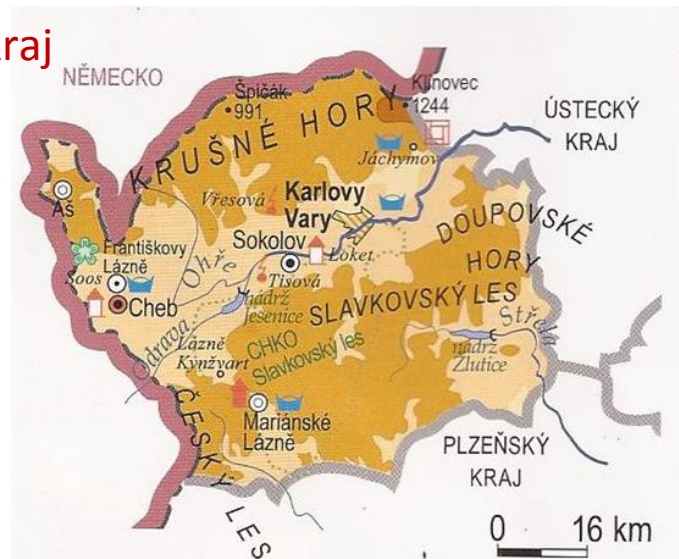 raj
NĚMECKO
Špičák
991
Klínovec
1244
KRUŠNÉ HORY
ÚSTECKÝ
KRAJ
Jáchymov
Aš
Vřesová
Karlovy
Vary
DOUPOVSKÉ
HORY
Františkovy
Lázně
Soos
Ohře
Sokolov
Loket
Tisová
Cheb
nádrž
Jesenice
SLAVKOVSKÝ LES
Střela
Odrava
Lázně
Kynžvart
CHKO
Slavkovský les
nádrž
Žlutice
Mariánské
Lázně
ČESKÝ LES
PLZEŇSKÝ
KRAJ
0 16 km